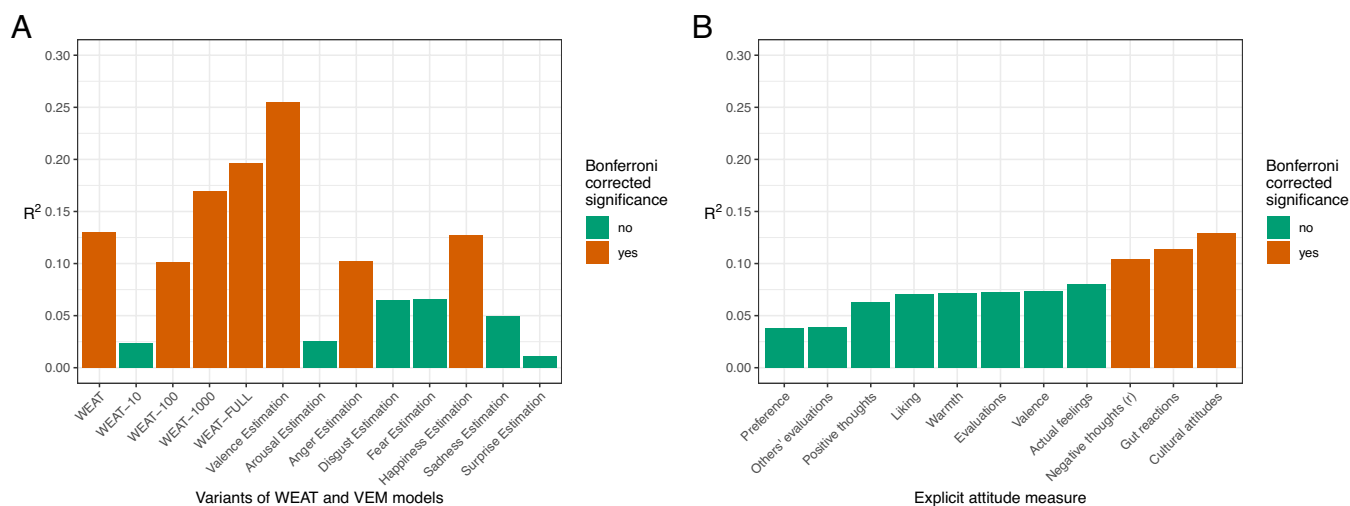 A
R2
0.30
0.25
0.20
0.15
0.10
0.05
0.00
WEAT
WEAT-10
WEAT-100
WEAT-1000
WEAT-FULL
Valence Estimation
Arousal Estimation
Anger Estimation
Disgust Estimation
Fear Estimation
Happiness Estimation
Sadness Estimation
Surprise Estimation
Variants of WEAT and VEM models
Bonferroni
corrected
significance
no
yes
B
R2
0.30
0.25
0.20
0.15
0.10
0.05
0.00
Preference
Others' evaluations
Positive thoughts
Liking
Warmth
Evaluations
Valence
Actual feelings
Negative thoughts (r)
Gut reactions
Cultural attitudes
Explicit attitude measure
Bonferroni
corrected
significance
no
yes